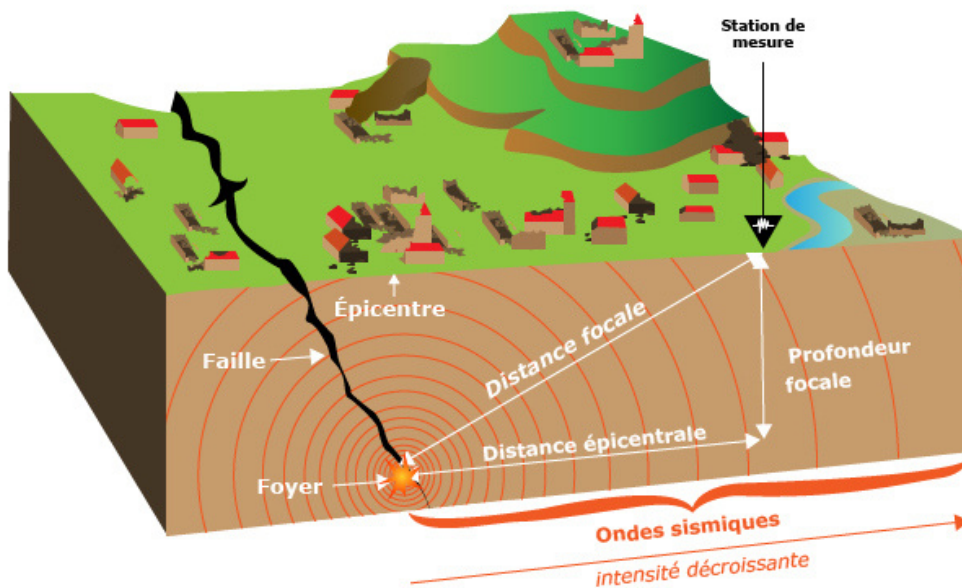 Station de
mesure
Épicentre
Distance focale
Faille
Profondeur
focale
Distance épicentrale
Foyer
Ondes sismiques
intensité décroissante